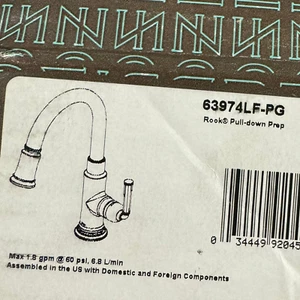 63974LF-PG
Rook® Pull-down Prep
0 34449 92045
Max 1.8 gpm @ 60 psi, 6.8 L/min
Assembled in the US with Domestic and Foreign Components